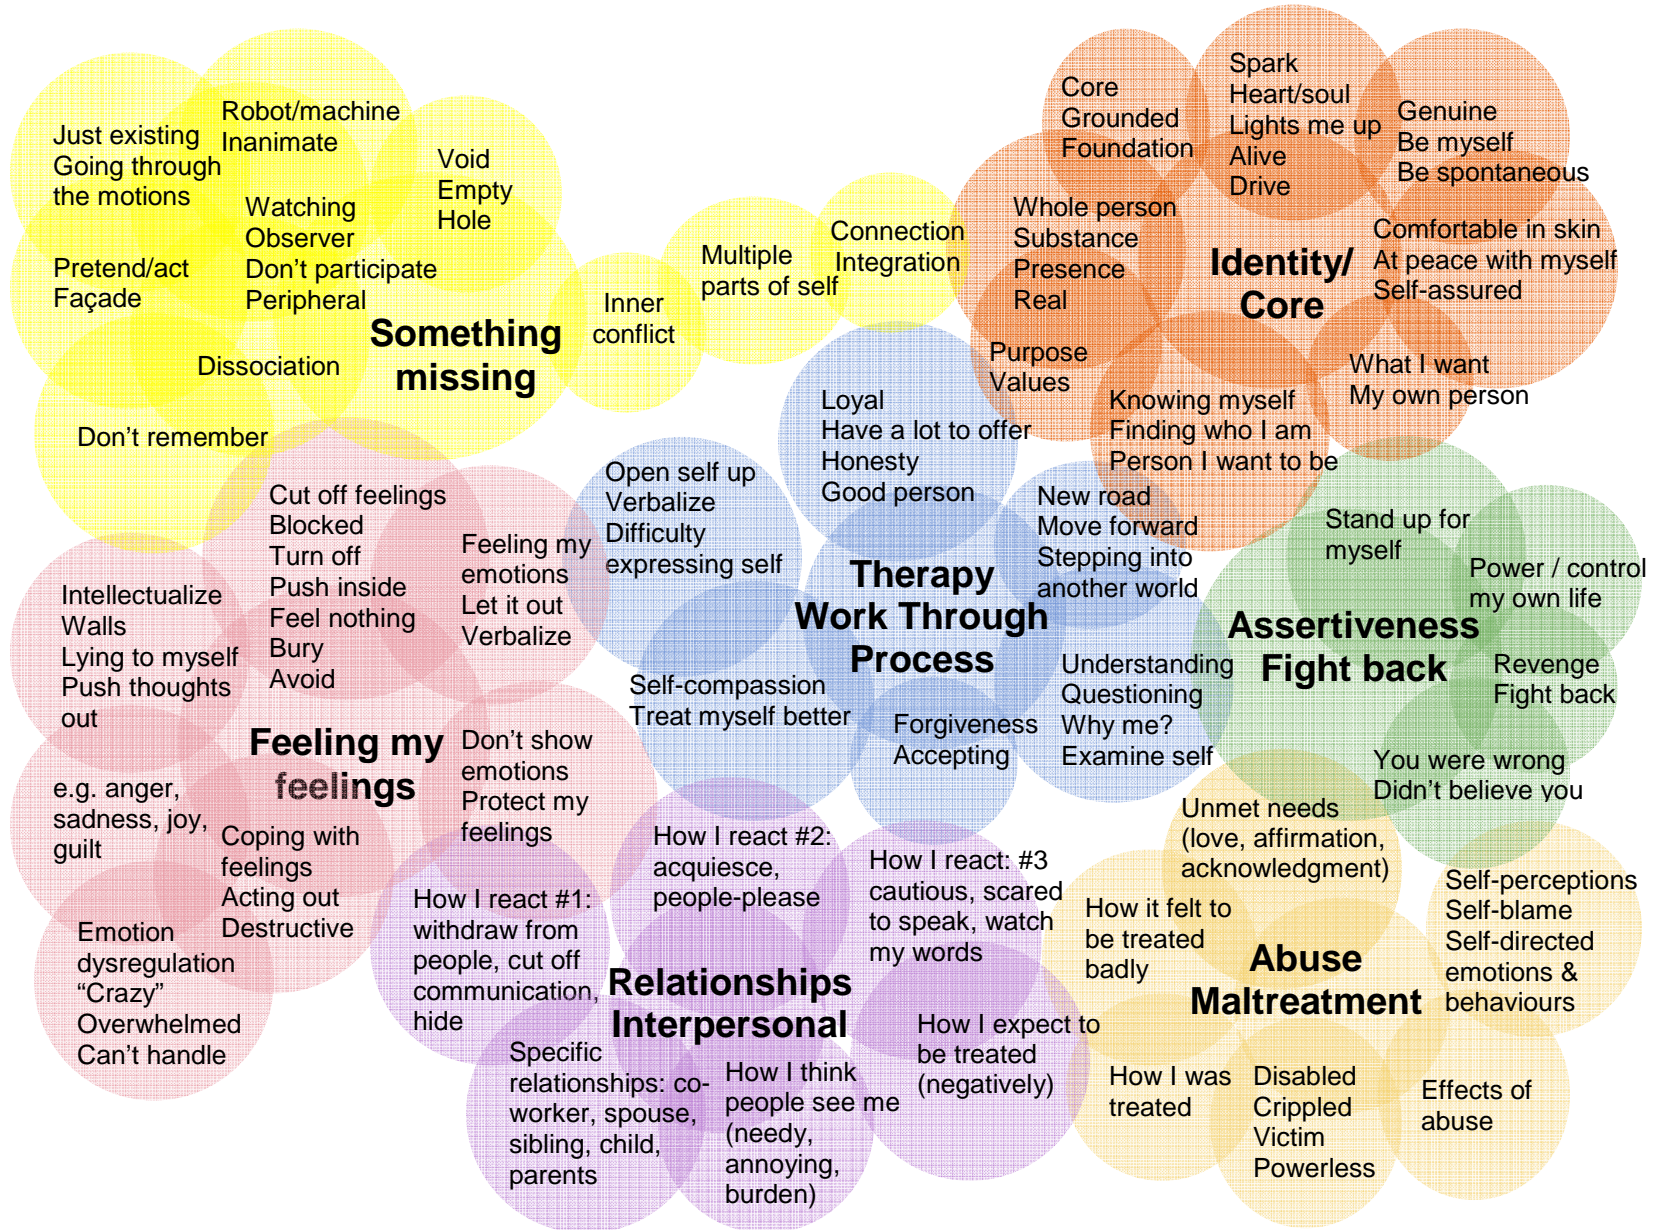 Just existing
Going through
the motions
Robot/machine
Inanimate
Void
Empty
Hole
Watching
Observer
Don't participate
Peripheral
Pretend/act
Façade
Dissociation
Don't remember
Something
missing
Inner
conflict
Multiple
parts of self
Connection
Integration
Core
Grounded
Foundation
Spark
Heart/soul
Lights me up
Alive
Drive
Genuine
Be myself
Be spontaneous
Whole person
Substance
Presence
Real
Identity/
Core
Comfortable in skin
At peace with myself
Self-assured
Purpose
Values
What I want
My own person
Knowing myself
Finding who I am
Person I want to be
Cut off feelings
Blocked
Turn off
Push inside
Feel nothing
Bury
Avoid
Feeling my
emotions
Let it out
Verbalize
Intellectualize
Walls
Lying to myself
Push thoughts
out
Feeling my
feelings
Don't show
emotions
Protect my
feelings
e.g. anger,
sadness, joy,
guilt
Coping with
feelings
Acting out
Destructive
Emotion
dysregulation
“Crazy”
Overwhelmed
Can't handle
Loyal
Have a lot to offer
Honesty
Good person
Open self up
Verbalize
Difficulty
expressing self
New road
Move forward
Stepping into
another world
Therapy
Work Through
Process
Self-compassion
Treat myself better
Forgiveness
Accepting
Understanding
Questioning
Why me?
Examine self
Stand up for
myself
Power / control
my own life
Assertiveness
Fight back
Revenge
Fight back
You were wrong
Didn't believe you
How I react #1:
withdraw from
people, cut off
communication,
hide
How I react #2:
acquiesce,
people-please
How I react: #3
cautious, scared
to speak, watch
my words
Relationships
Interpersonal
How I expect to
be treated
(negatively)
Specific
relationships: co-
worker, spouse,
sibling, child,
parents
How I think
people see me
(needy,
annoying,
burden)
Unmet needs
(love, affirmation,
acknowledgment)
How it felt to
be treated
badly
Abuse
Maltreatment
Self-perceptions
Self-blame
Self-directed
emotions &
behaviours
How I was
treated
Disabled
Crippled
Victim
Powerless
Effects of
abuse